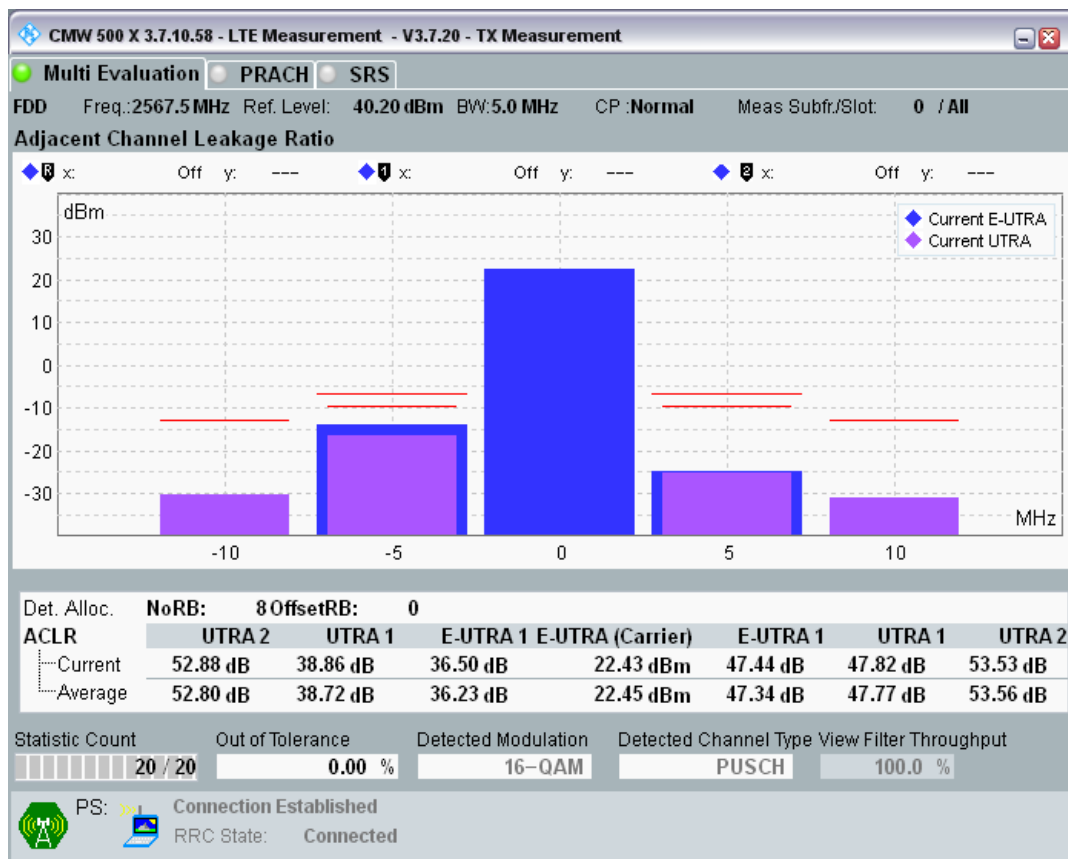 CMW 500 X 3.7.10.58 - LTE Measurement - V3.7.20 - TX Measurement
Multi Evaluation PRACH SRS
FDD Freq.:2567.5 MHz Ref. Level: 40.20 dBm BW:5.0 MHz CP :Normal Meas Subfr./Slot: 0 / All
Adjacent Channel Leakage Ratio
R x: Off y: --- 1 x: Off y: --- 2 x: Off y: ---
dBm
Current E-UTRA
Current UTRA
30
20
10
0
-10
-20
-30
MHz
-10 -5 0 5 10
Det. Alloc. NoRB: 8 OffsetRB: 0
ACLR UTRA 2 UTRA 1 E-UTRA 1 E-UTRA (Carrier) E-UTRA 1 UTRA 1 UTRA 2
Current 52.88 dB 38.86 dB 36.50 dB 22.43 dBm 47.44 dB 47.82 dB 53.53 dB
Average 52.80 dB 38.72 dB 36.23 dB 22.45 dBm 47.34 dB 47.77 dB 53.56 dB
Statistic Count Out of Tolerance Detected Modulation Detected Channel Type View Filter Throughput
20 / 20 0.00 % 16-QAM PUSCH 100.0 %
PS: Connection Established
RRC State: Connected